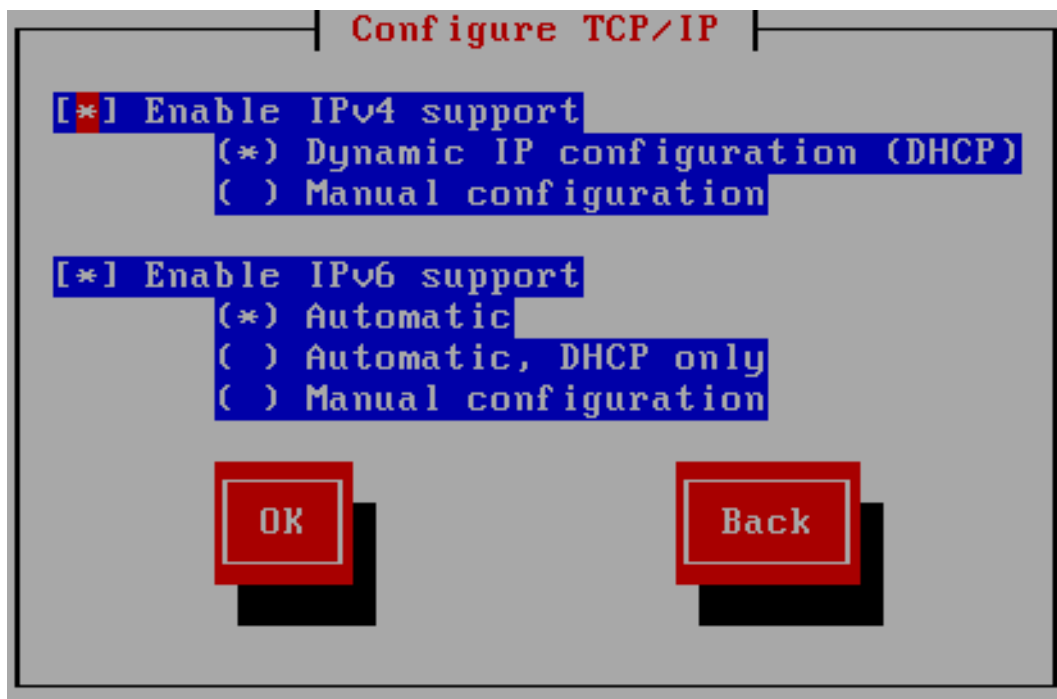 Configure TCP/IP
[*] Enable IPv4 support
(*) Dynamic IP configuration (DHCP)
( ) Manual configuration
[*] Enable IPv6 support
(*) Automatic
( ) Automatic, DHCP only
( ) Manual configuration
OK Back